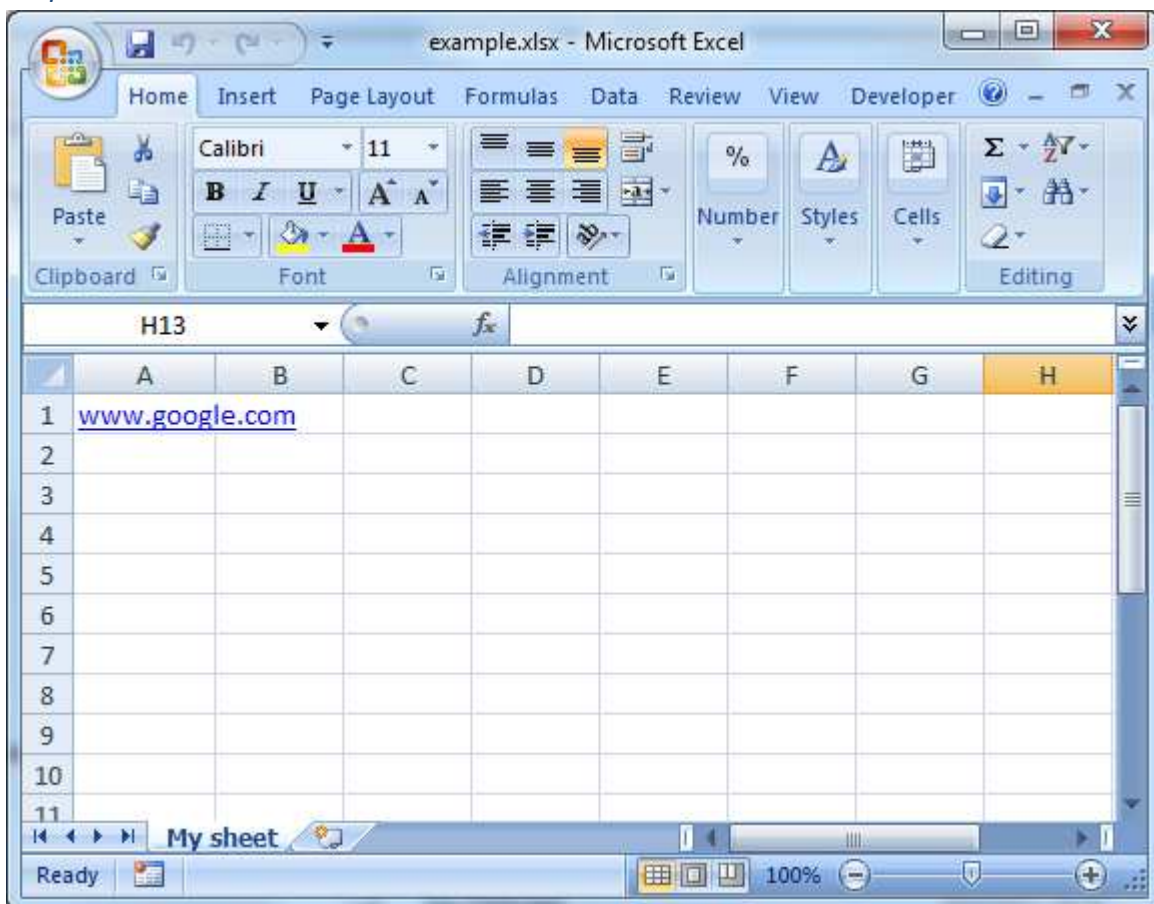 example.xlsx - Microsoft Excel
Home Insert Page Layout Formulas Data Review View Developer
Calibri 11
B I U A A
Paste
A
% Number Styles Cells
Σ
Clipboard Font Alignment Editing
H13 fx
A B C D E F G H
1 www.google.com
2
3
4
5
6
7
8
9
10
11
My sheet
Ready 100%